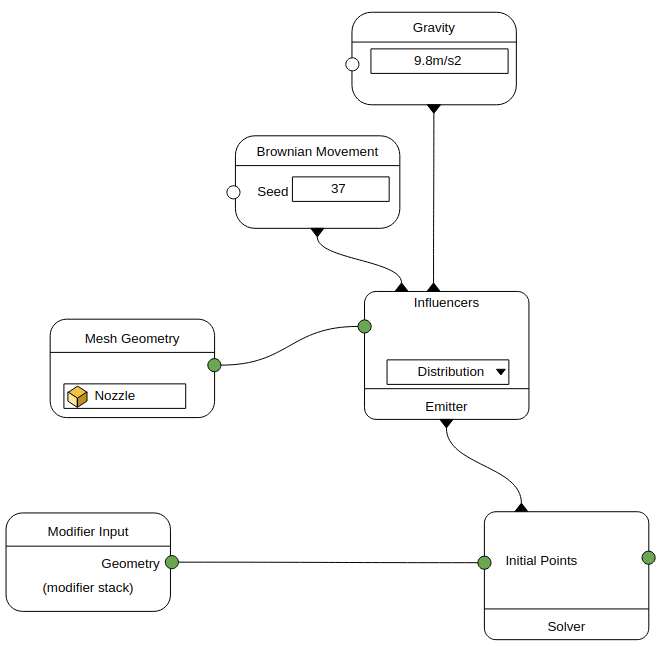 Gravity
9.8m/s2
Brownian Movement
Seed 37
Influencers
Distribution
Emitter
Mesh Geometry
Nozzle
Modifier Input
Geometry
(modifier stack)
Initial Points
Solver